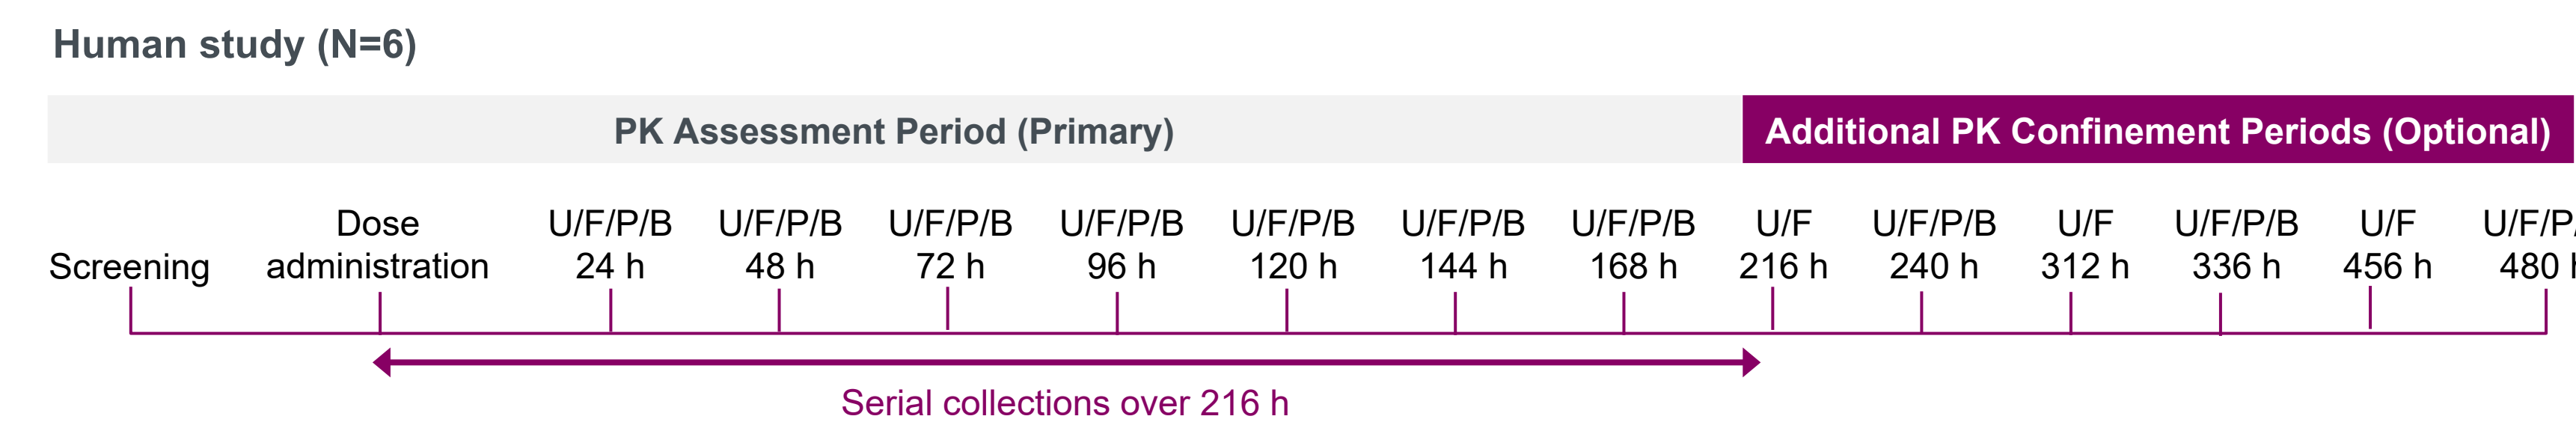 Human study (N=6)
PK Assessment Period (Primary)
Additional PK Confinement Periods (Optional)
Screening
Dose
administration
U/F/P/B
24 h
U/F/P/B
48 h
U/F/P/B
72 h
U/F/P/B
96 h
U/F/P/B
120 h
U/F/P/B
144 h
U/F/P/B
168 h
U/F
216 h
U/F/P/B
240 h
U/F
312 h
U/F/P/B
336 h
U/F
456 h
U/F/P/
480 h
Serial collections over 216 h